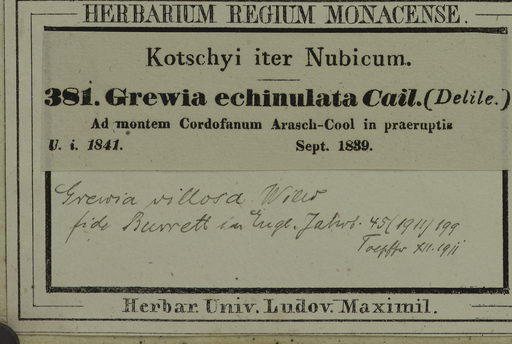 HERBARIUM REGIUM MONACENSE.
Kotschyi iter Nubicum.
381. Grewia echinulata Cail. (Delile.)
Ad montem Cordofanum Arasch-Cool in praeruptis
U. i. 1841. Sept. 1839.
Grewia villosa Willd
fide Burrett in Engl. Jahrb. 45 (1911) 199
Toepffer XII.1911
Herbar. Univ. Ludov. Maximil.